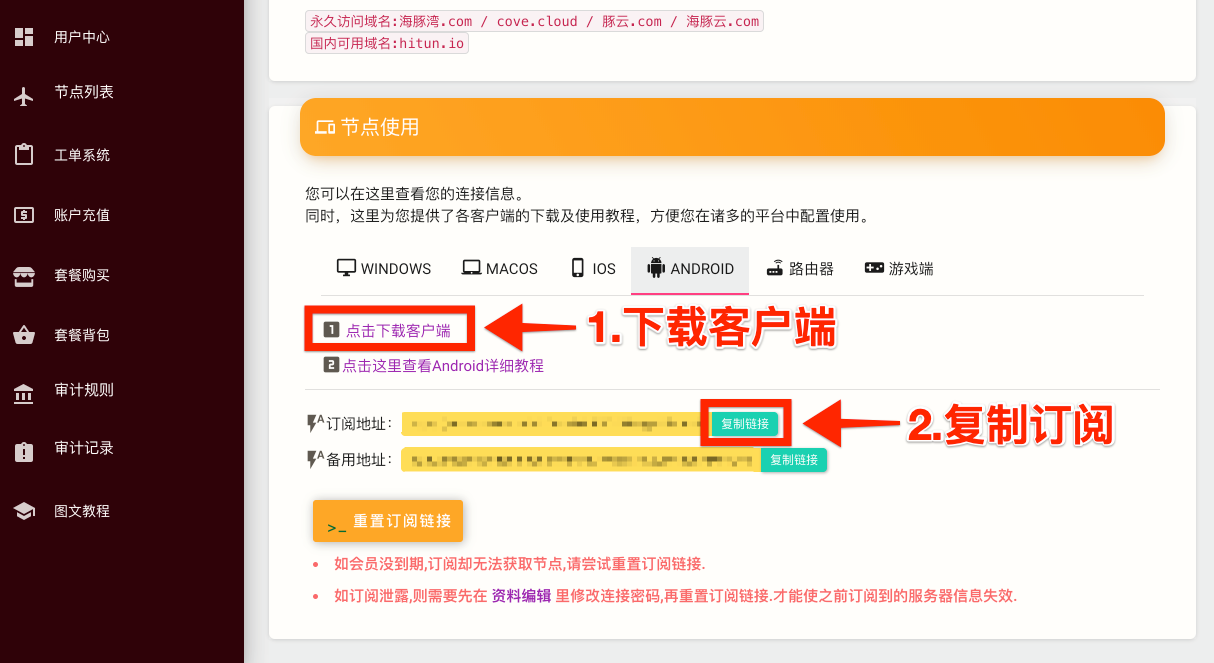 永久访问域名:海豚湾.com / cove.cloud / 豚云.com / 海豚云.com
国内可用域名:hitun.io
用户中心
节点列表
工单系统
账户充值
套餐购买
套餐背包
审计规则
审计记录
图文教程
节点使用
您可以在这里查看您的连接信息。
同时，这里为您提供了各客户端的下载及使用教程，方便您在诸多的平台中配置使用。
WINDOWS MACOS IOS ANDROID 路由器 游戏端
1 点击下载客户端 1.下载客户端
2 点击这里查看Android详细教程
订阅地址： 复制链接 2.复制订阅
备用地址： 复制链接
>_ 重置订阅链接
如会员没到期,订阅却无法获取节点,请尝试重置订阅链接.
如订阅泄露,则需要先在 资料编辑 里修改连接密码,再重置订阅链接.才能使之前订阅到的服务器信息失效.